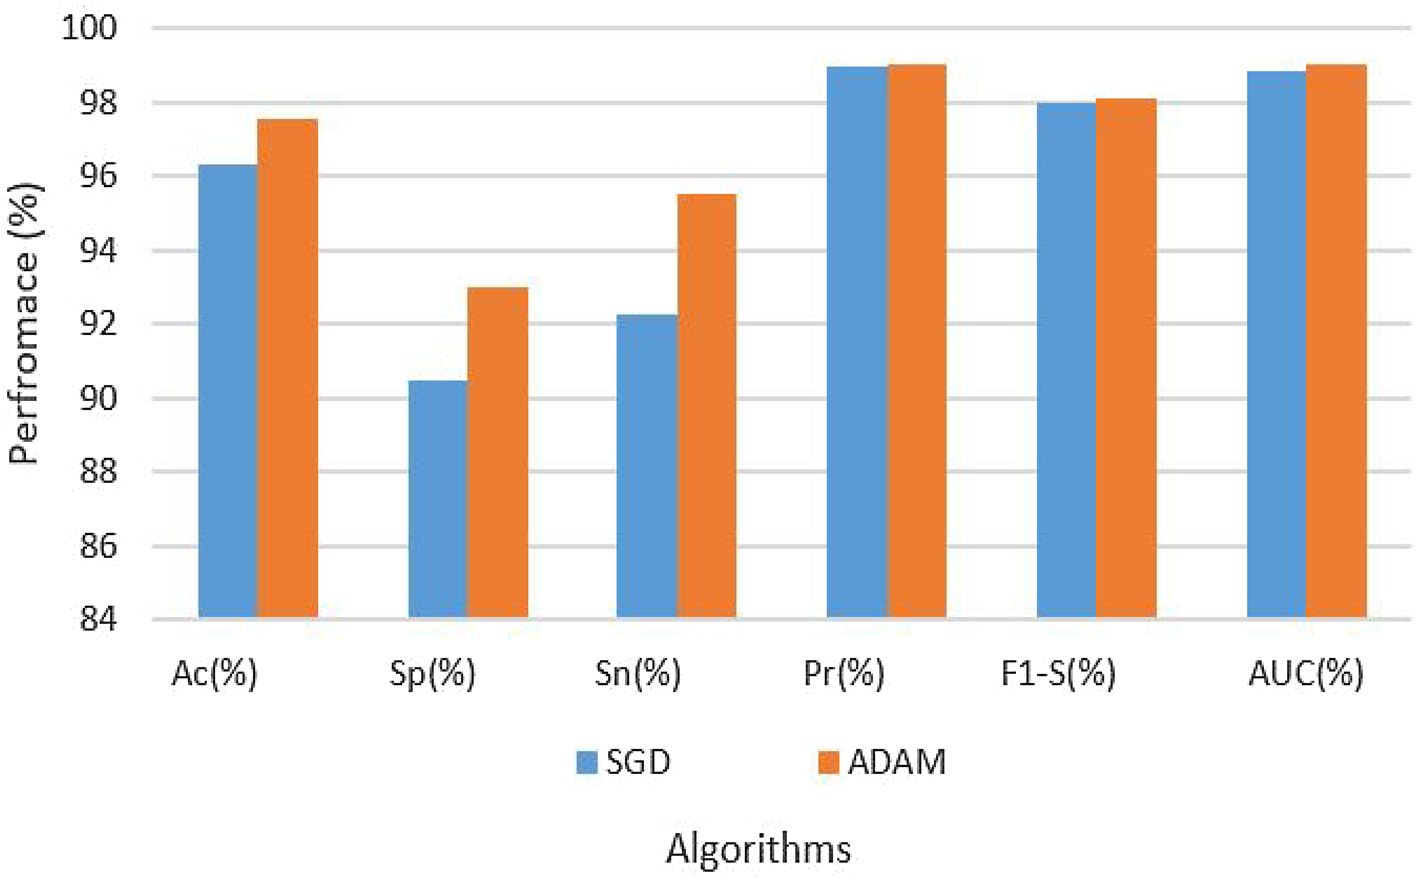 Perfromace (%)
100
98
96
94
92
90
88
86
84
Ac(%) Sp(%) Sn(%) Pr(%) F1-S(%) AUC(%)
SGD ADAM
Algorithms